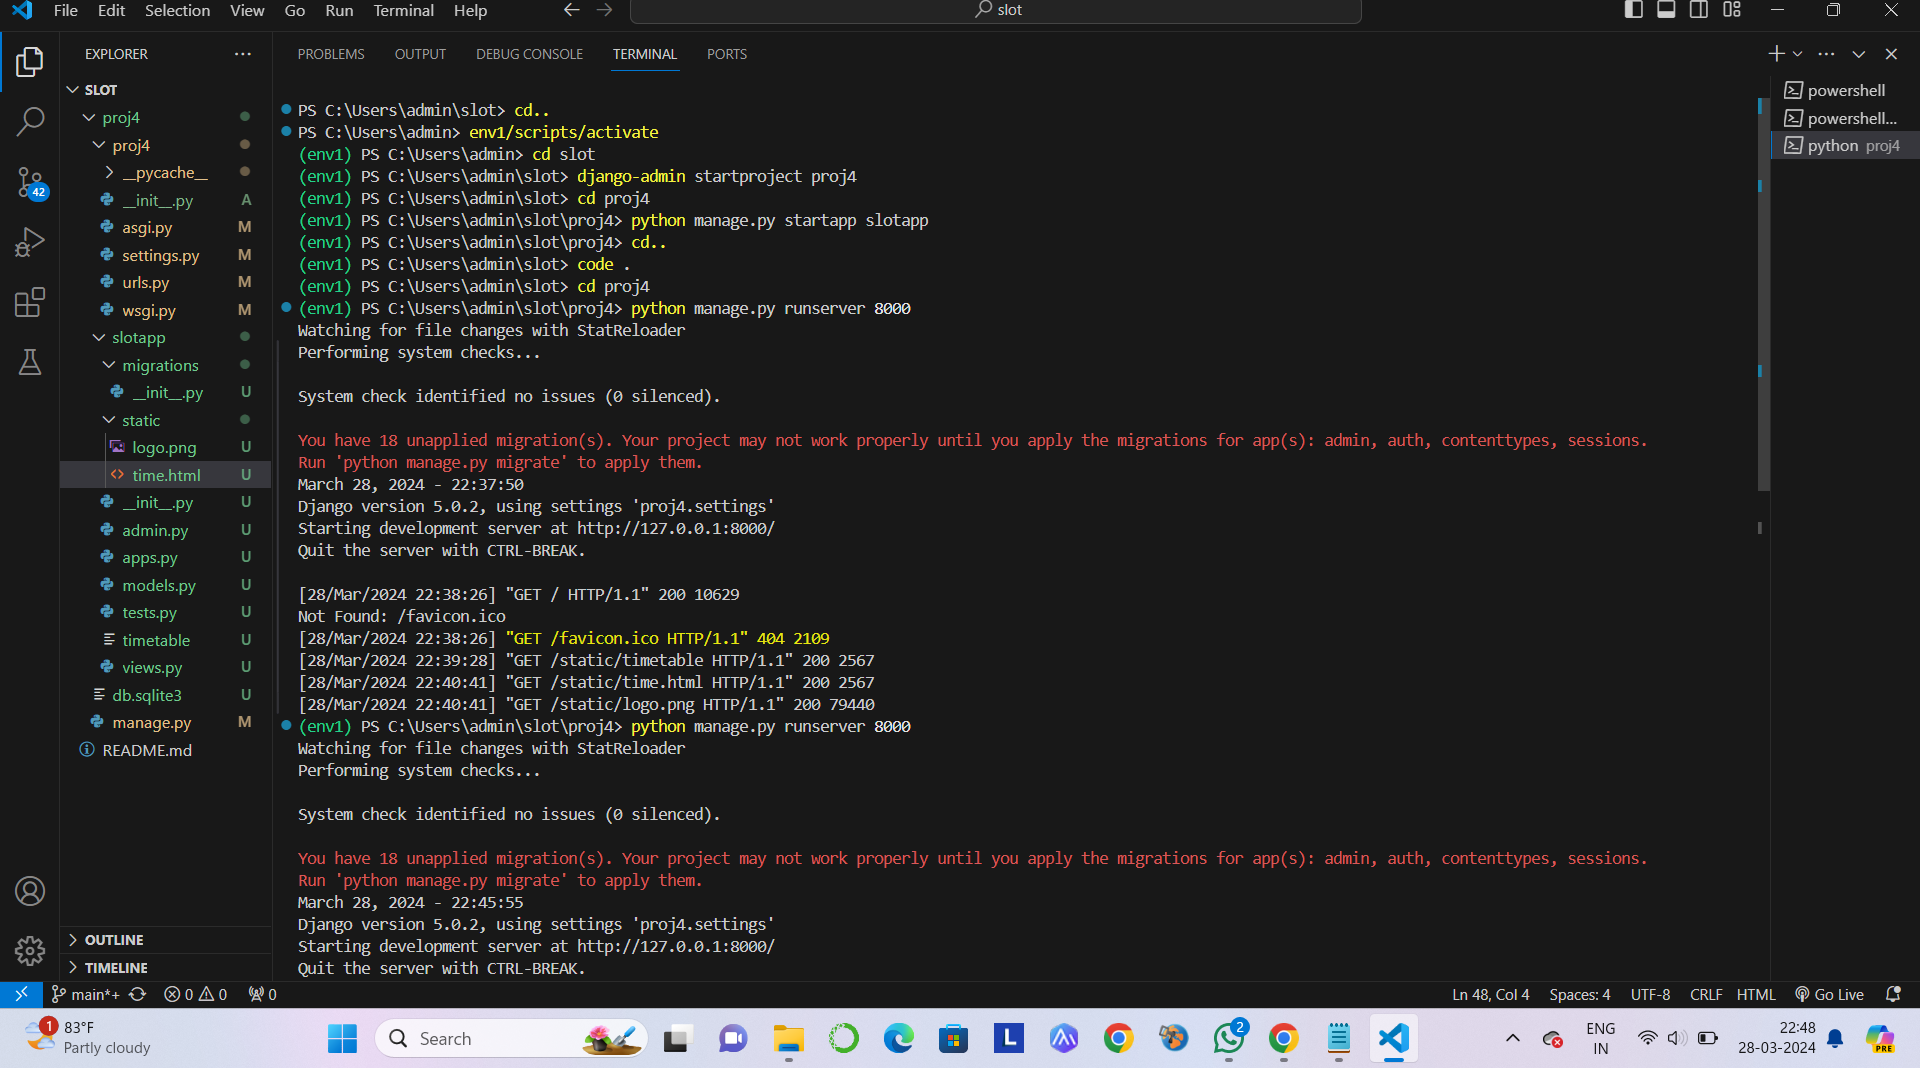 File Edit Selection View Go Run Terminal Help
slot
EXPLORER
PROBLEMS OUTPUT DEBUG CONSOLE TERMINAL PORTS
SLOT
proj4
proj4
__pycache__
__init__.py A
asgi.py M
settings.py M
urls.py M
wsgi.py M
slotapp
migrations
__init__.py U
static
logo.png U
time.html U
__init__.py U
admin.py U
apps.py U
models.py U
tests.py U
timetable U
views.py U
db.sqlite3 U
manage.py M
README.md
OUTLINE
TIMELINE
42
PS C:\Users\admin\slot> cd..
PS C:\Users\admin> env1/scripts/activate
(env1) PS C:\Users\admin> cd slot
(env1) PS C:\Users\admin\slot> django-admin startproject proj4
(env1) PS C:\Users\admin\slot> cd proj4
(env1) PS C:\Users\admin\slot\proj4> python manage.py startapp slotapp
(env1) PS C:\Users\admin\slot\proj4> cd..
(env1) PS C:\Users\admin\slot> code .
(env1) PS C:\Users\admin\slot> cd proj4
(env1) PS C:\Users\admin\slot\proj4> python manage.py runserver 8000
Watching for file changes with StatReloader
Performing system checks...
System check identified no issues (0 silenced).
You have 18 unapplied migration(s). Your project may not work properly until you apply the migrations for app(s): admin, auth, contenttypes, sessions.
Run 'python manage.py migrate' to apply them.
March 28, 2024 - 22:37:50
Django version 5.0.2, using settings 'proj4.settings'
Starting development server at http://127.0.0.1:8000/
Quit the server with CTRL-BREAK.
[28/Mar/2024 22:38:26] "GET / HTTP/1.1" 200 10629
Not Found: /favicon.ico
[28/Mar/2024 22:38:26] "GET /favicon.ico HTTP/1.1" 404 2109
[28/Mar/2024 22:39:28] "GET /static/timetable HTTP/1.1" 200 2567
[28/Mar/2024 22:40:41] "GET /static/time.html HTTP/1.1" 200 2567
[28/Mar/2024 22:40:41] "GET /static/logo.png HTTP/1.1" 200 79440
(env1) PS C:\Users\admin\slot\proj4> python manage.py runserver 8000
Watching for file changes with StatReloader
Performing system checks...
System check identified no issues (0 silenced).
You have 18 unapplied migration(s). Your project may not work properly until you apply the migrations for app(s): admin, auth, contenttypes, sessions.
Run 'python manage.py migrate' to apply them.
March 28, 2024 - 22:45:55
Django version 5.0.2, using settings 'proj4.settings'
Starting development server at http://127.0.0.1:8000/
Quit the server with CTRL-BREAK.
powershell
powershell...
python proj4
main*+ 0 0 0
Ln 48, Col 4 Spaces: 4 UTF-8 CRLF HTML Go Live
1
83°F
Partly cloudy
Search
L
2
ENG
IN
22:48
28-03-2024
PRE